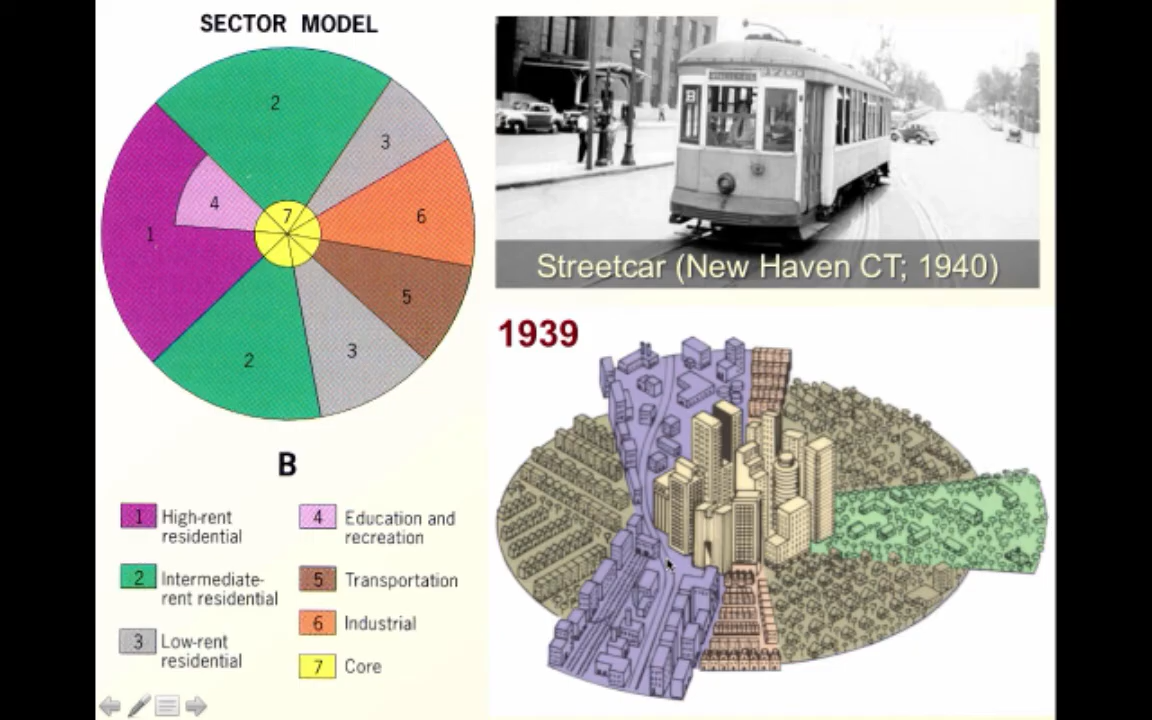 SECTOR MODEL
2
3
4
7
6
1
5
3
2
B
1 High-rent
residential
2 Intermediate-
rent residential
3 Low-rent
residential
4 Education and
recreation
5 Transportation
6 Industrial
7 Core
B
Streetcar (New Haven CT; 1940)
1939